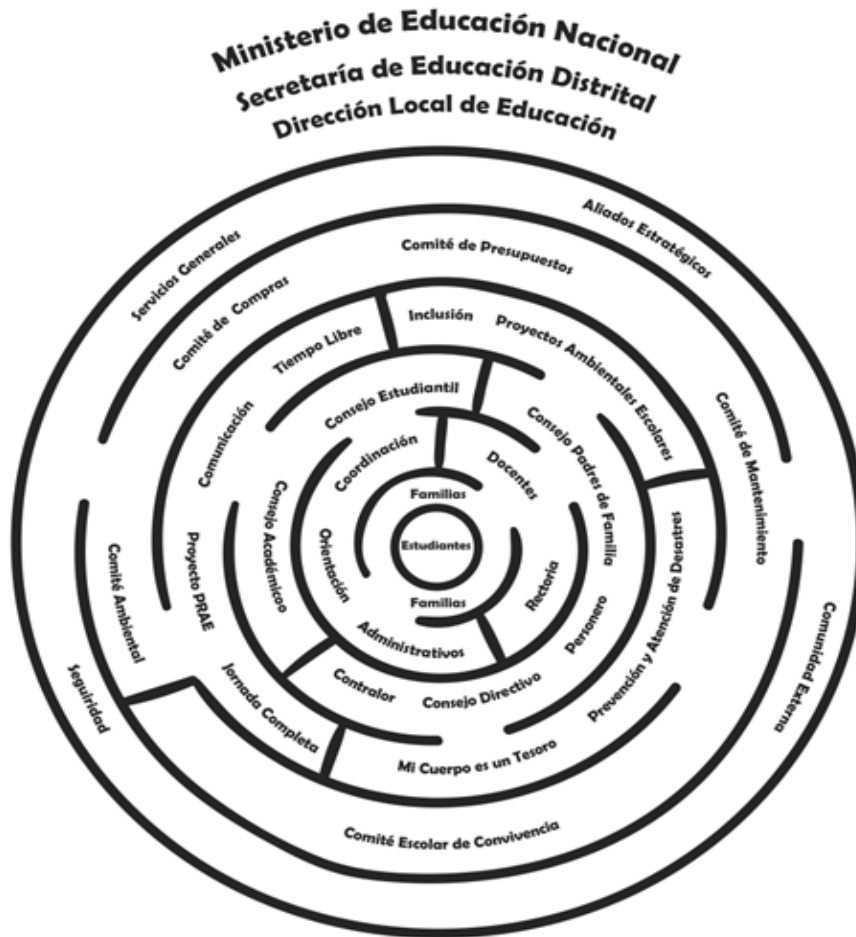 Ministerio de Educación Nacional
Secretaría de Educación Distrital
Dirección Local de Educación
Servicios Generales
Aliados Estratégicos
Comité de Compras
Comité de Presupuestos
Tiempo Libre
Inclusión
Proyectos Ambientales Escolares
Comunicación
Consejo Estudiantil
Consejo Padres de Familia
Comité de Mantenimiento
Coordinación
Docentes
Familias
Estudiantes
Familias
Consejo Académicoo
Orientación
Rectoria
Proyecto PRAE
Comité Ambiental
Administrativos
Personero
Prevención y Atención de Desastres
Seguiridad
Jornada Completa
Contralor
Consejo Directivo
Comunidad Externa
Mi Cuerpo es un Tesoro
Comité Escolar de Convivencia